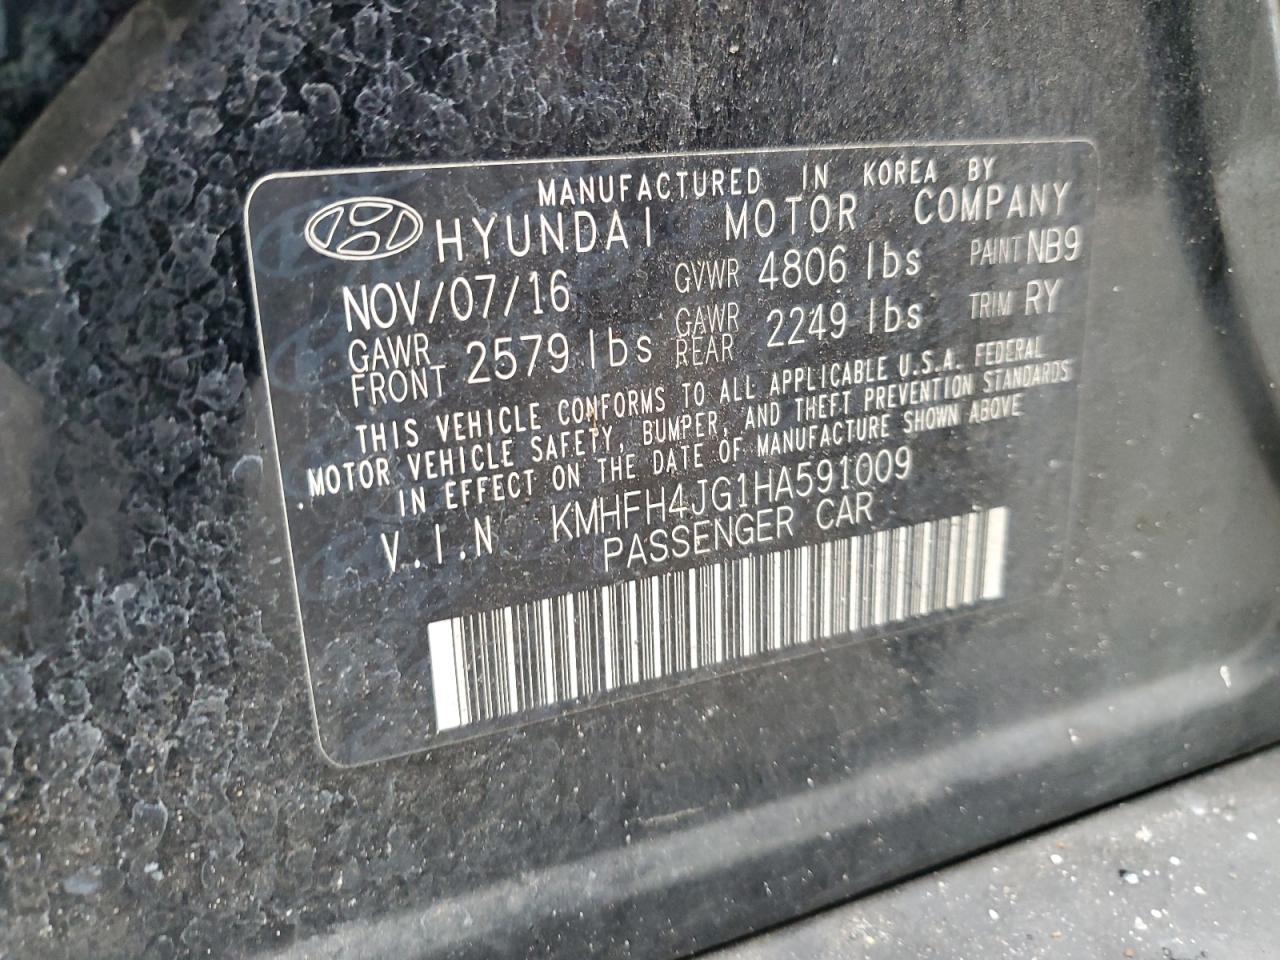 MANUFACTURED IN KOREA BY
HYUNDAI MOTOR COMPANY
NOV/07/16 GVWR 4806 lbs PAINT NB9
GAWR FRONT 2579 lbs GAWR REAR 2249 lbs TRIM RY
THIS VEHICLE CONFORMS TO ALL APPLICABLE U.S.A. FEDERAL
MOTOR VEHICLE SAFETY, BUMPER, AND THEFT PREVENTION STANDARDS
IN EFFECT ON THE DATE OF MANUFACTURE SHOWN ABOVE
V.I.N KMHFH4JG1HA591009
PASSENGER CAR